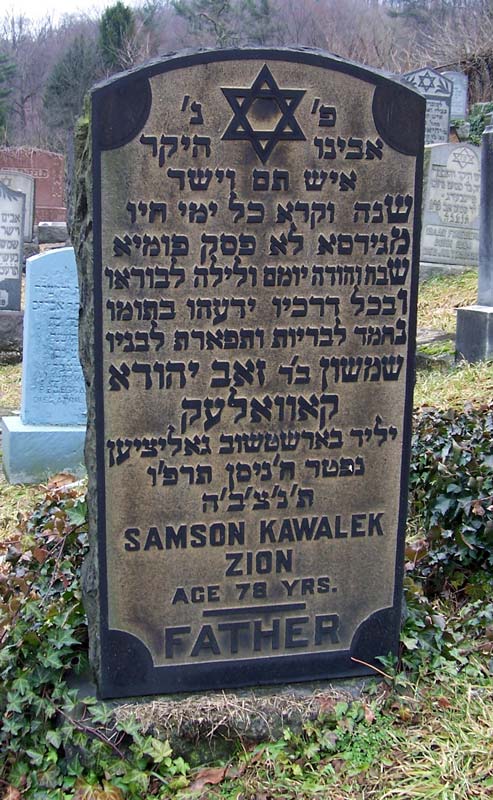 פ׳ נ׳
אבינו היקר
איש תם וישר
שנה וקרא כל ימי חיו
מגירסא לא פסק פומיא
שבח והודה יומם ולילה לבוראו
ובכל דרכיו ידעהו בתומו
נחמד לבריות ותפארת לבניו
שמשון ב׳ר זאב יהודא
קאוואלעק
יליד בארשטשוב גאליציען
נפטר ח׳ ניסן תרפ״ו
ת׳נ׳צ׳ב׳ה
SAMSON KAWALEK
ZION
AGE 78 YRS.
FATHER